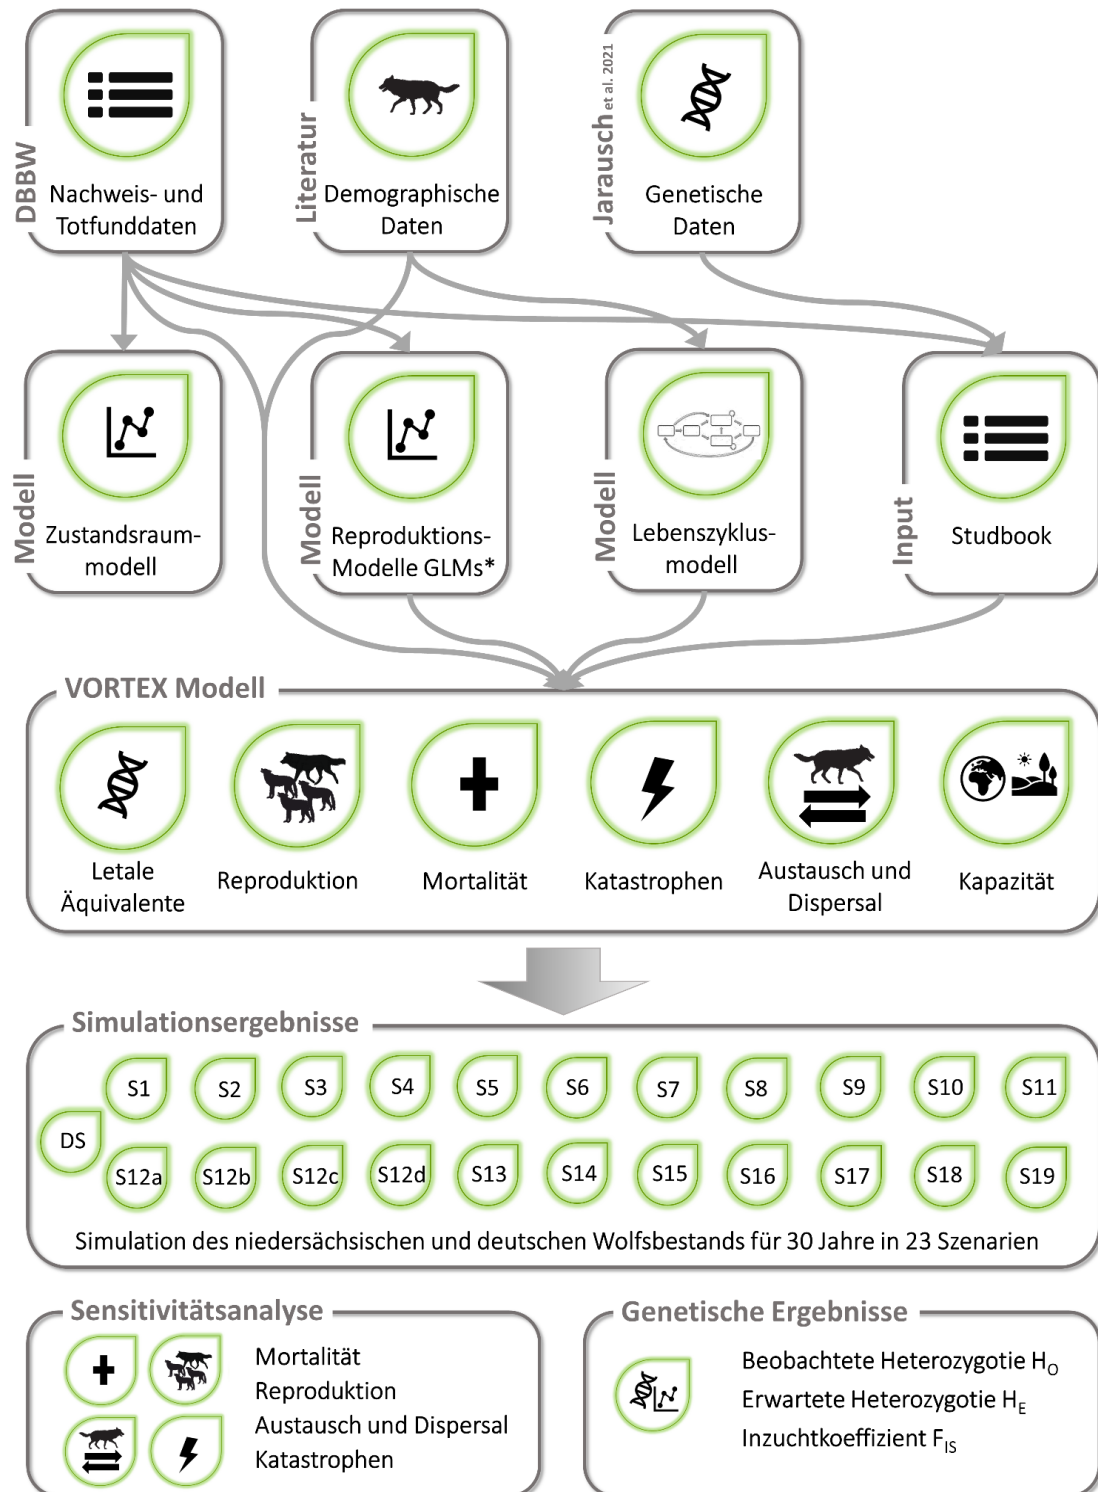 DBBW
Nachweis- und
Totfunddaten
Literatur
Demographische
Daten
Jarausch et al. 2021
Genetische
Daten
Modell
Zustandsraum-
modell
Modell
Reproduktions-
Modelle GLMs*
Modell
Lebenszyklus-
modell
Input
Studbook
VORTEX Modell
Letale
Äquivalente
Reproduktion
Mortalität
Katastrophen
Austausch und
Dispersal
Kapazität
Simulationsergebnisse
DS
S1 S2 S3 S4 S5 S6 S7 S8 S9 S10 S11
S12a S12b S12c S12d S13 S14 S15 S16 S17 S18 S19
Simulation des niedersächsischen und deutschen Wolfsbestands für 30 Jahre in 23 Szenarien
Sensitivitätsanalyse
Mortalität
Reproduktion
Austausch und Dispersal
Katastrophen
Genetische Ergebnisse
Beobachtete Heterozygotie HO
Erwartete Heterozygotie HE
Inzuchtkoeffizient FIS